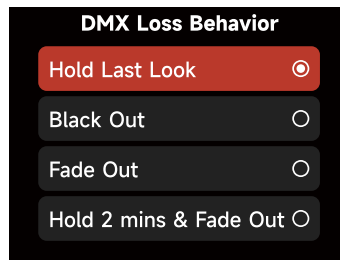 DMX Loss Behavior
Hold Last Look
Black Out
Fade Out
Hold 2 mins & Fade Out